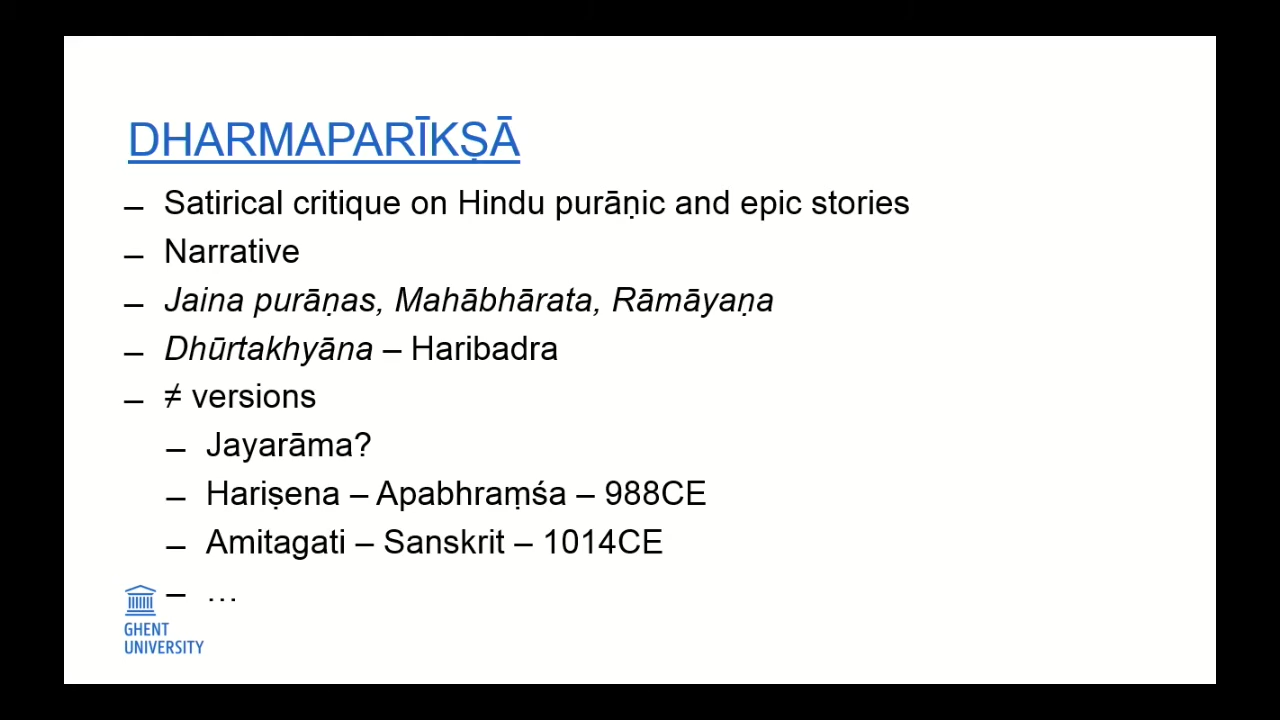 DHARMAPARĪKṢĀ
– Satirical critique on Hindu purāṇic and epic stories
– Narrative
– Jaina purāṇas, Mahābhārata, Rāmāyaṇa
– Dhūrtakhyāna – Haribadra
– ≠ versions
– Jayarāma?
– Hariṣena – Apabhraṃśa – 988CE
– Amitagati – Sanskrit – 1014CE
– …
GHENT
UNIVERSITY